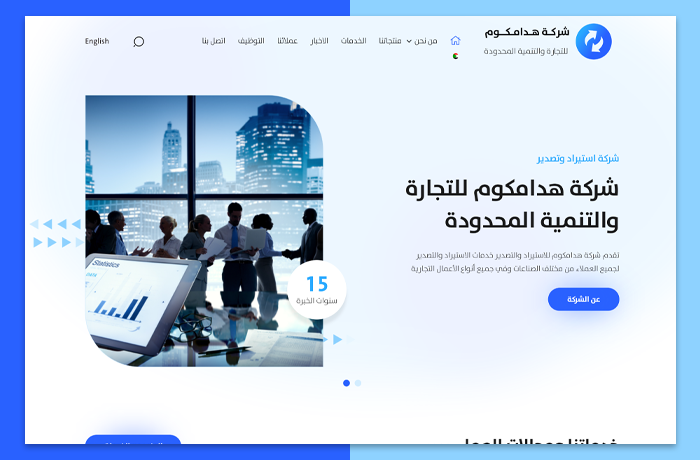 شركة هدامكوم
للتجارة والتنمية المحدودة
من نحن
منتجاتنا
الخدمات
الاخبار
عملائنا
التوظيف
اتصل بنا
English
شركة استيراد وتصدير
شركة هدامكوم للتجارة
والتنمية المحدودة
تقدم شركة هدامكوم للاستيراد والتصدير خدمات الاستيراد والتصدير
لجميع العملاء من مختلف الصناعات وفي جميع أنواع الأعمال التجارية
عن الشركة
Statistics
15
سنوات الخبرة